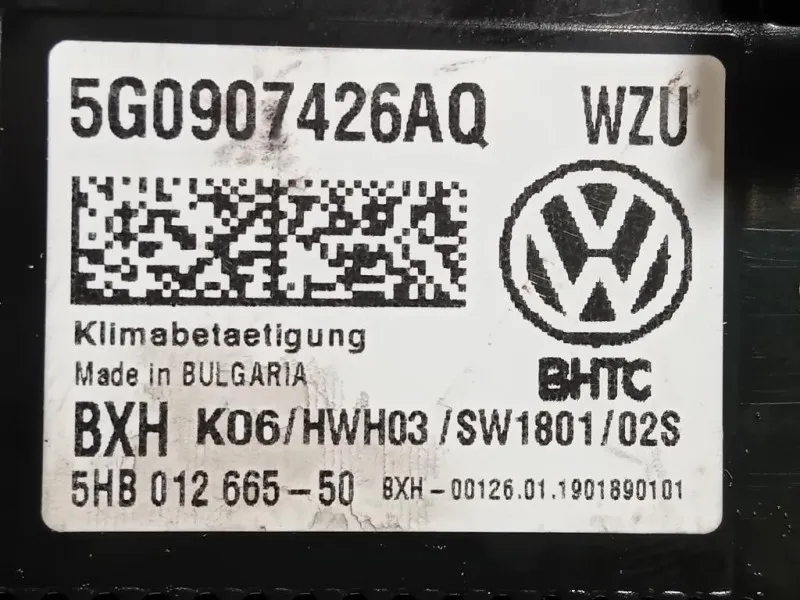 5G0907426AQ WZU
Klimabetaetigung
BHTC
Made in BULGARIA
BXH K06/HWH03/SW1801/02S
5HB 012 665-50 BXH-00126.01.1901890101